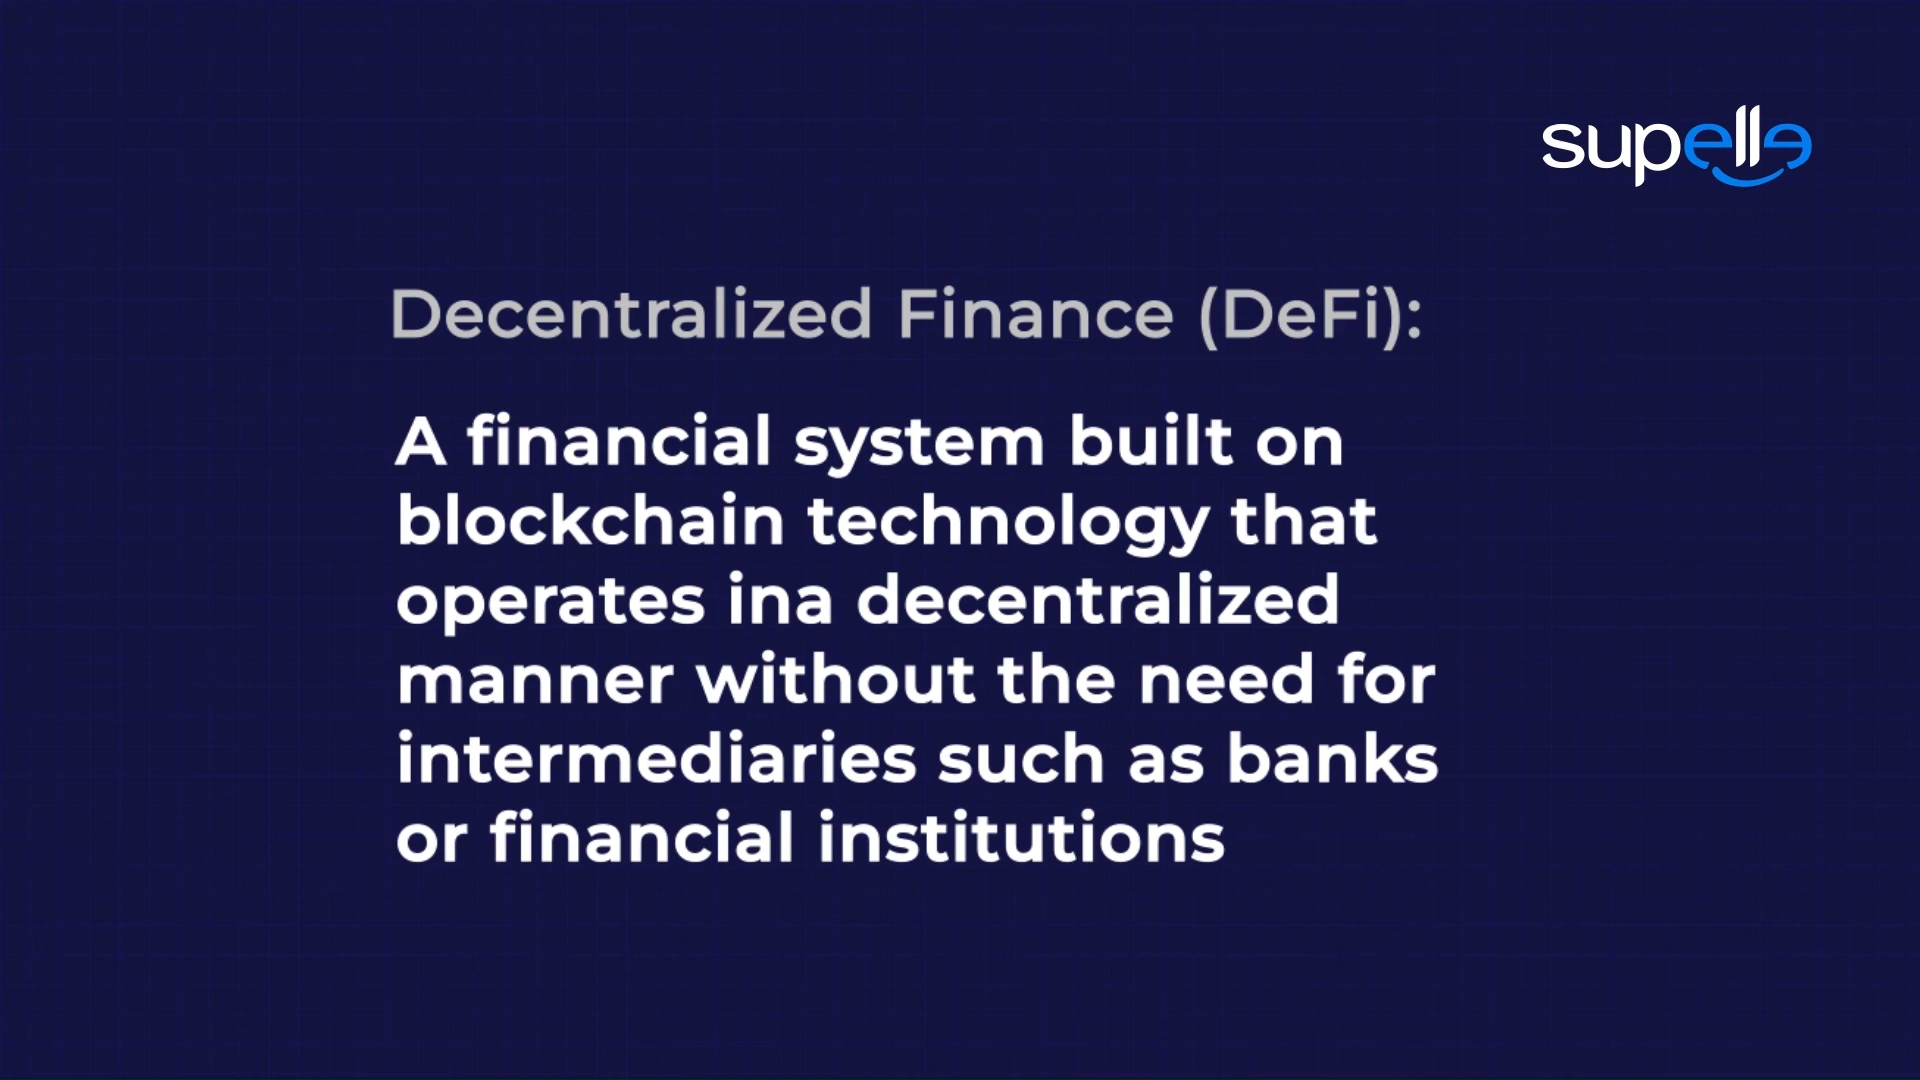 supelle
Decentralized Finance (DeFi):
A financial system built on
blockchain technology that
operates ina decentralized
manner without the need for
intermediaries such as banks
or financial institutions